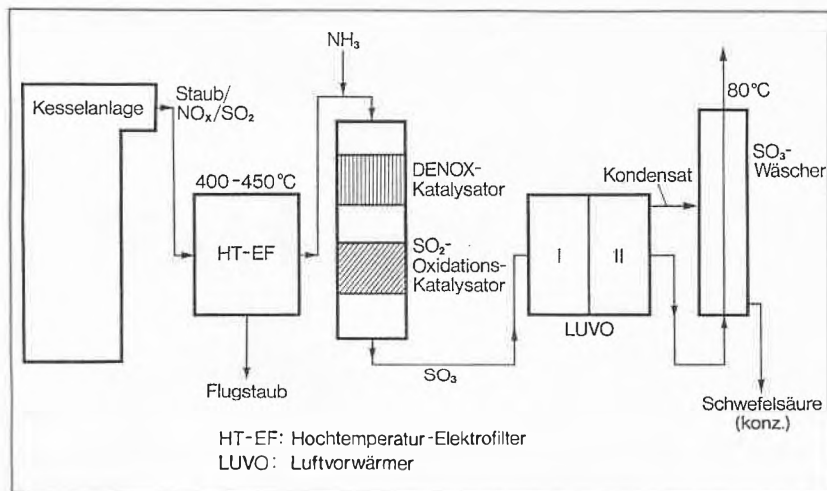 NH₃
Kesselanlage
Staub/
NOₓ/SO₂
80°C
SO₃-
Wäscher
DENOX-
Katalysator
Kondensat
400-450°C
HT-EF
SO₂-
Oxidations-
Katalysator
I
II
LUVO
SO₃
Flugstaub
Schwefelsäure
(konz.)
HT-EF: Hochtemperatur-Elektrofilter
LUVO: Luftvorwärmer